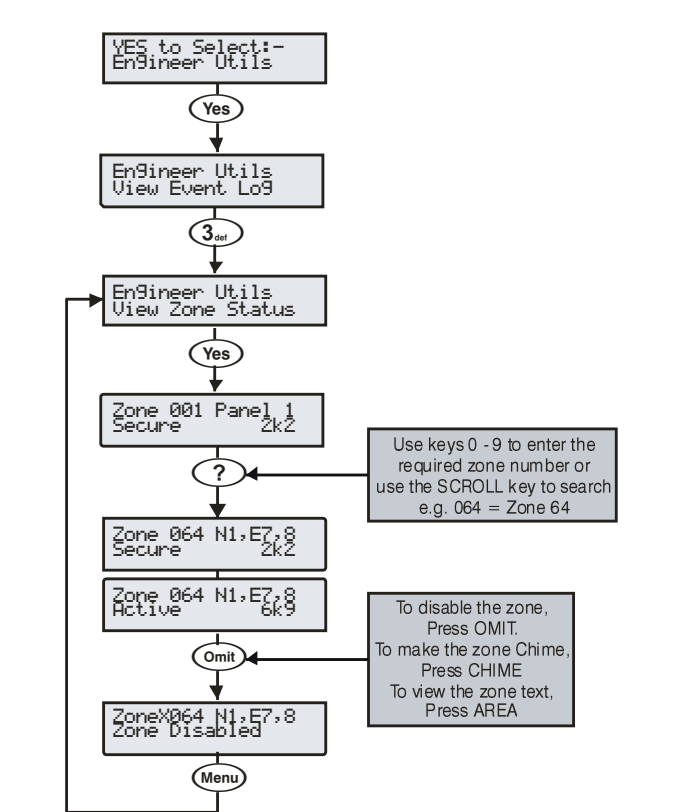 YES to Select:-
Engineer Utils
Yes
Engineer Utils
View Event Log
3def
Engineer Utils
View Zone Status
Yes
Zone 001 Panel 1
Secure 2k2
?
Use keys 0 - 9 to enter the
required zone number or
use the SCROLL key to search
e.g. 064 = Zone 64
Zone 064 N1,E7,8
Secure 2k2
Zone 064 N1,E7,8
Active 6k9
Omit
To disable the zone,
Press OMIT.
To make the zone Chime,
Press CHIME
To view the zone text,
Press AREA
ZoneX064 N1,E7,8
Zone Disabled
Menu